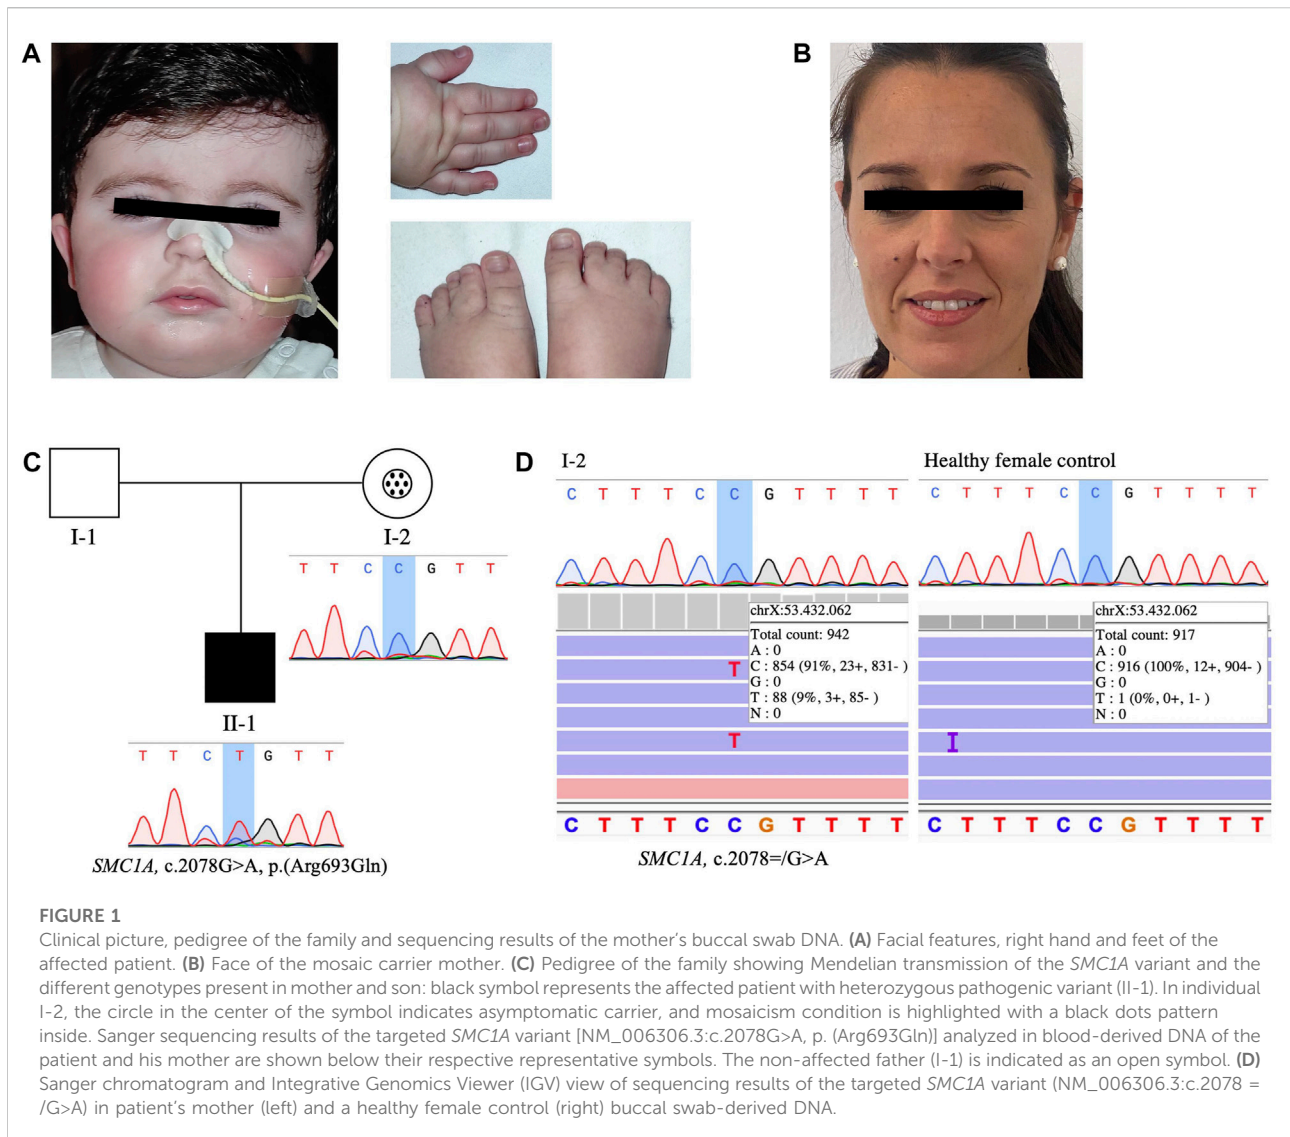 A
B
C
I-1
I-2
T T C C G T T
II-1
T T C T G T T
SMC1A, c.2078G>A, p.(Arg693Gln)
D
I-2
C T T T C C G T T T T
chrX:53.432.062
Total count: 942
A : 0
C : 854 (91%, 23+, 831- )
G : 0
T : 88 (9%, 3+, 85- )
N : 0
T
T
C T T T C C G T T T T
SMC1A, c.2078=/G>A
Healthy female control
C T T T C C G T T T T
chrX:53.432.062
Total count: 917
A : 0
C : 916 (100%, 12+, 904- )
G : 0
T : 1 (0%, 0+, 1- )
N : 0
I
C T T T C C G T T T T
FIGURE 1
Clinical picture, pedigree of the family and sequencing results of the mother's buccal swab DNA. (A) Facial features, right hand and feet of the
affected patient. (B) Face of the mosaic carrier mother. (C) Pedigree of the family showing Mendelian transmission of the SMC1A variant and the
different genotypes present in mother and son: black symbol represents the affected patient with heterozygous pathogenic variant (II-1). In individual
I-2, the circle in the center of the symbol indicates asymptomatic carrier, and mosaicism condition is highlighted with a black dots pattern
inside. Sanger sequencing results of the targeted SMC1A variant [NM_006306.3:c.2078G>A, p. (Arg693Gln)] analyzed in blood-derived DNA of the
patient and his mother are shown below their respective representative symbols. The non-affected father (I-1) is indicated as an open symbol. (D)
Sanger chromatogram and Integrative Genomics Viewer (IGV) view of sequencing results of the targeted SMC1A variant (NM_006306.3:c.2078 =
/G>A) in patient's mother (left) and a healthy female control (right) buccal swab-derived DNA.